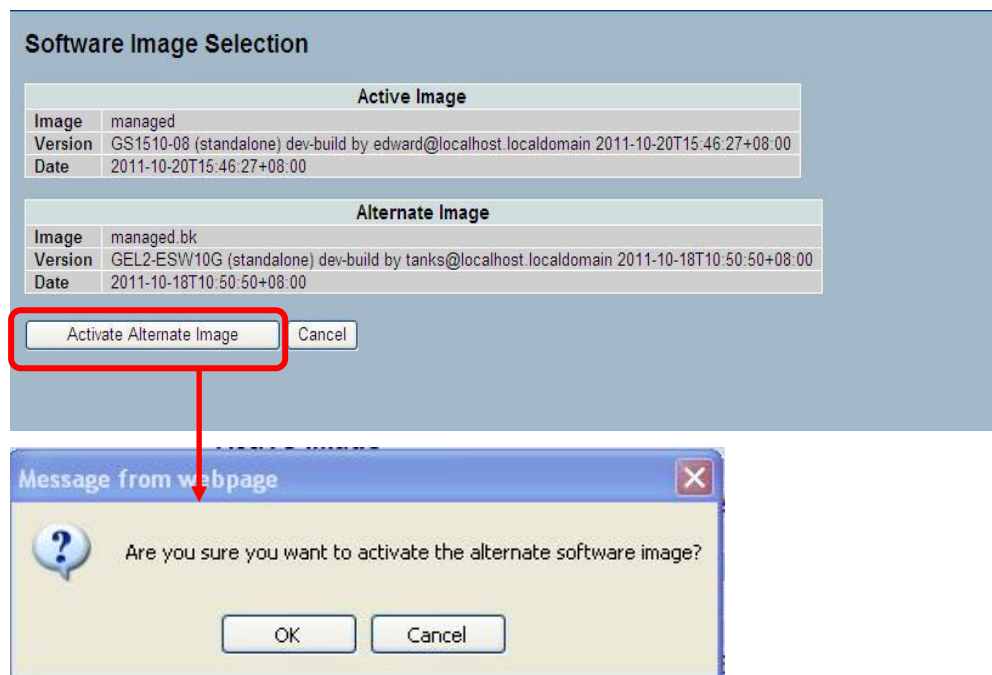 Software Image Selection
Active Image
Image managed
Version GS1510-08 (standalone) dev-build by edward@localhost.localdomain 2011-10-20T15:46:27+08:00
Date 2011-10-20T15:46:27+08:00
Alternate Image
Image managed.bk
Version GEL2-ESW10G (standalone) dev-build by tanks@localhost.localdomain 2011-10-18T10:50:50+08:00
Date 2011-10-18T10:50:50+08:00
Activate Alternate Image Cancel
Message from webpage
Are you sure you want to activate the alternate software image?
OK Cancel